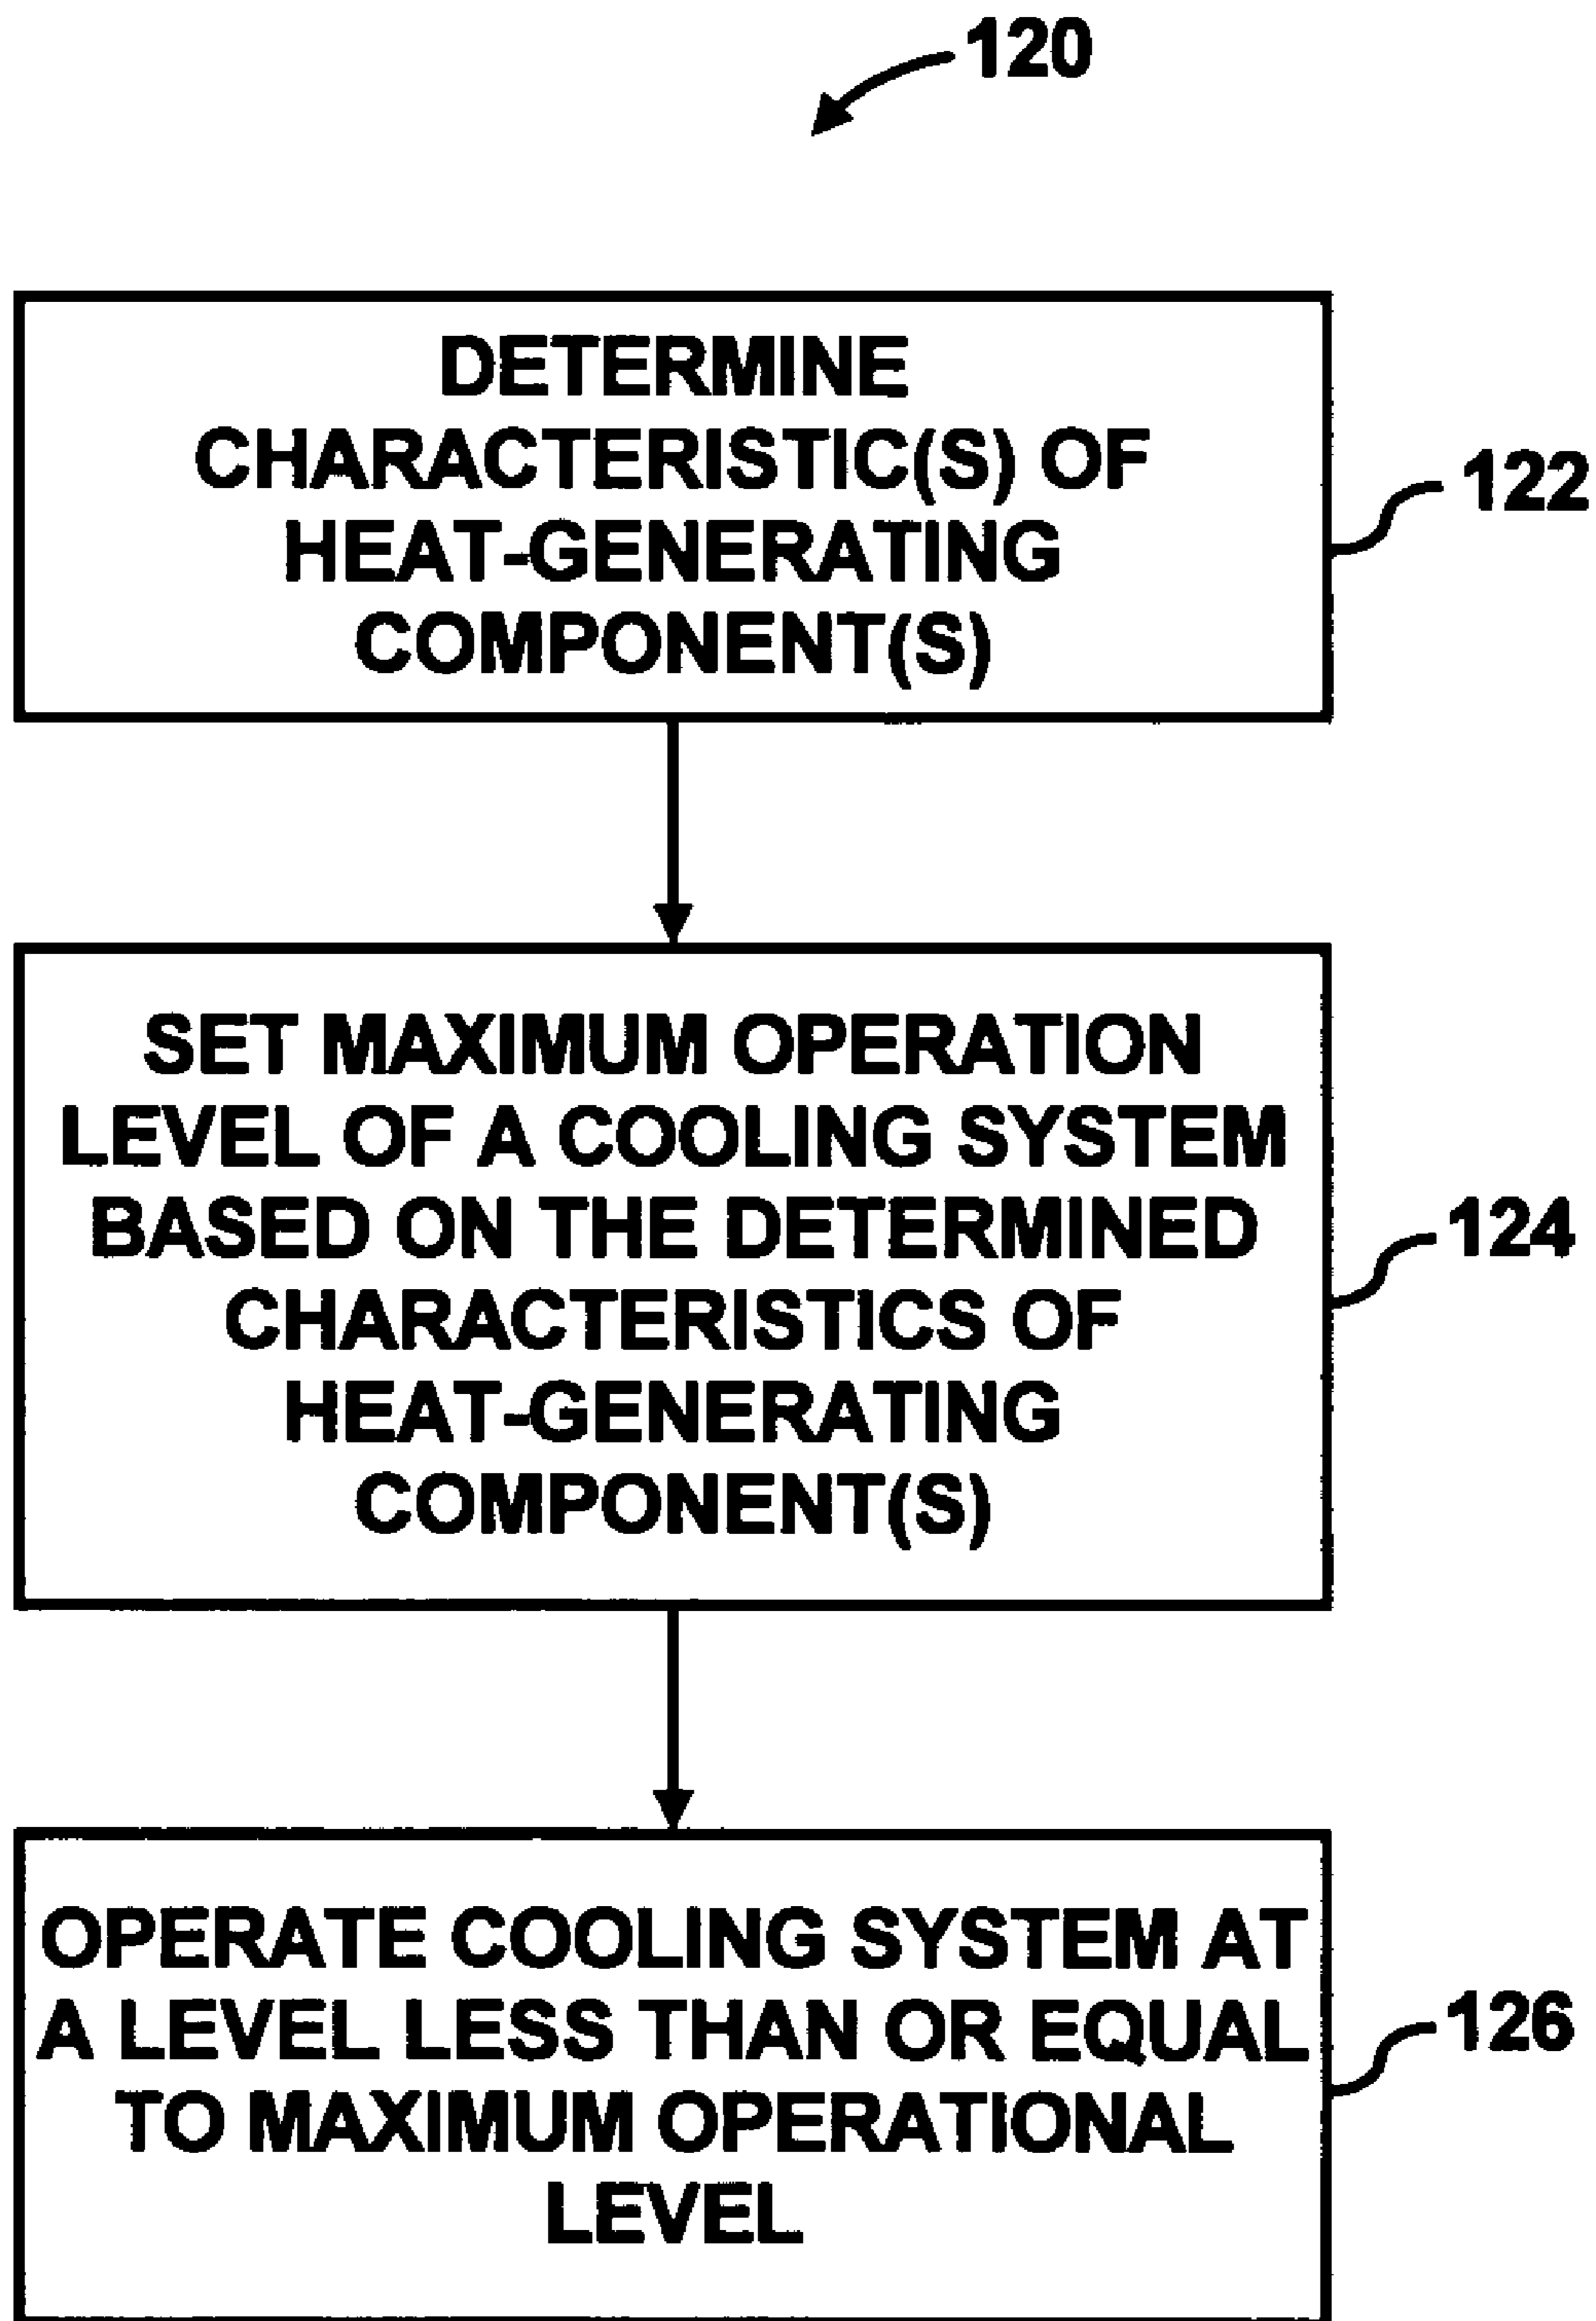 120
DETERMINE
CHARACTERISTIC(S) OF
HEAT-GENERATING
COMPONENT(S)
122
SET MAXIMUM OPERATION
LEVEL OF A COOLING SYSTEM
BASED ON THE DETERMINED
CHARACTERISTICS OF
HEAT-GENERATING
COMPONENT(S)
124
OPERATE COOLING SYSTEM AT
A LEVEL LESS THAN OR EQUAL
TO MAXIMUM OPERATIONAL
LEVEL
126